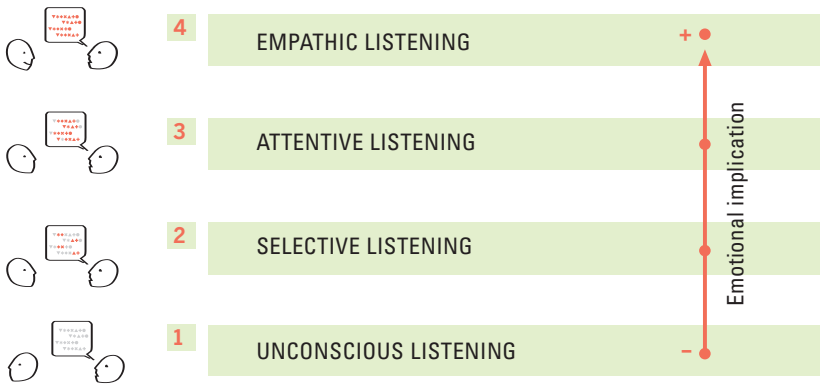 4
EMPATHIC LISTENING
+
3
ATTENTIVE LISTENING
Emotional implication
2
SELECTIVE LISTENING
1
UNCONSCIOUS LISTENING
–